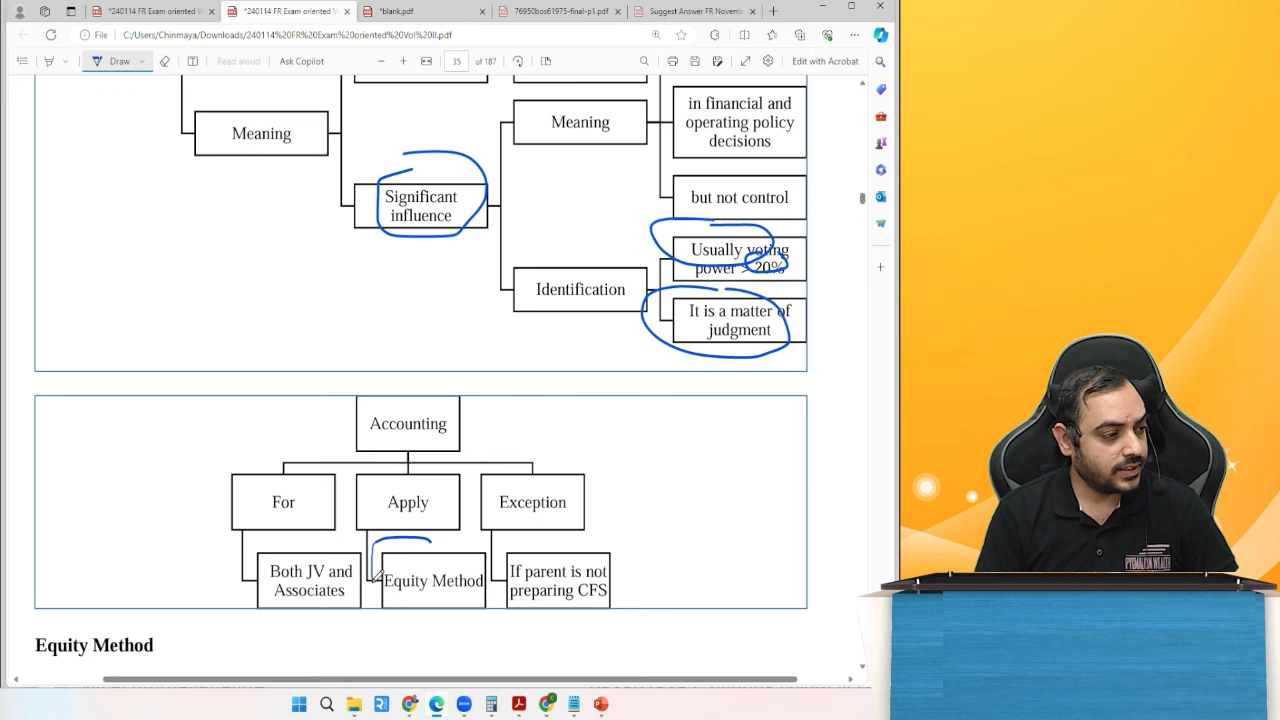 *240114 FR Exam oriented V
*240114 FR Exam oriented V
*blank.pdf
76950bos61975-final-p1.pdf
Suggest Answer FR Novemb
File
C:/Users/Chinmaya/Downloads/240114%20FR%20Exam%20oriented%20Vol%20II.pdf
Draw
Read aloud
Ask Copilot
35
of 187
Edit with Acrobat
Meaning
Significant
influence
Meaning
in financial and
operating policy
decisions
but not control
Identification
Usually voting
power > 20%
It is a matter of
judgment
Accounting
For
Apply
Exception
Both JV and
Associates
Equity Method
If parent is not
preparing CFS
Equity Method